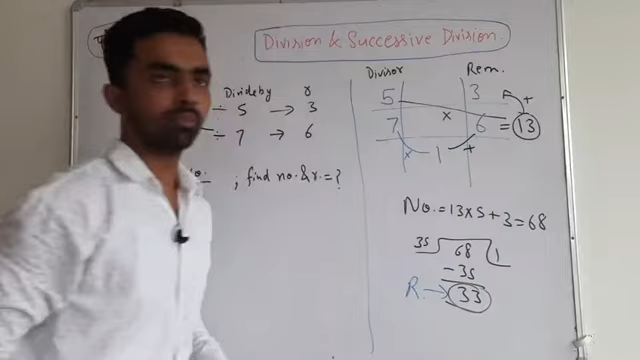 Division & Successive Division.
Divide by r
÷ 5 → 3
÷ 7 → 6
no. ; find no. & r. = ?
Divisor Rem.
5 3 +
x
7 6 = 13
x 1 +
No. = 13 x 5 + 3 = 68
35 68 1
- 35
R. → 33